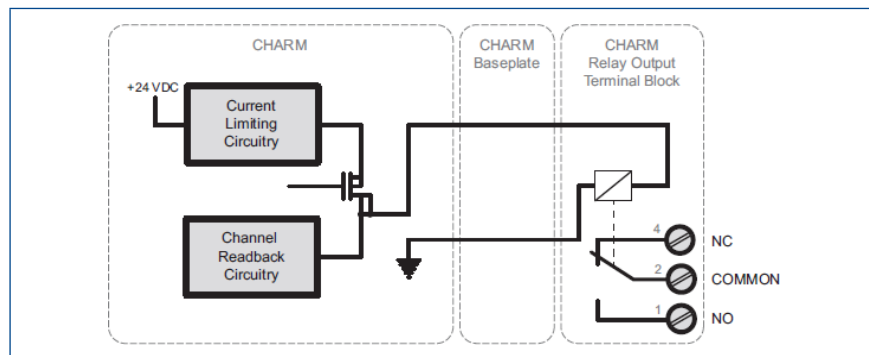 CHARM
CHARM
Baseplate
CHARM
Relay Output
Terminal Block
+24 VDC
Current
Limiting
Circuitry
Channel
Readback
Circuitry
4
NC
2
COMMON
1
NO